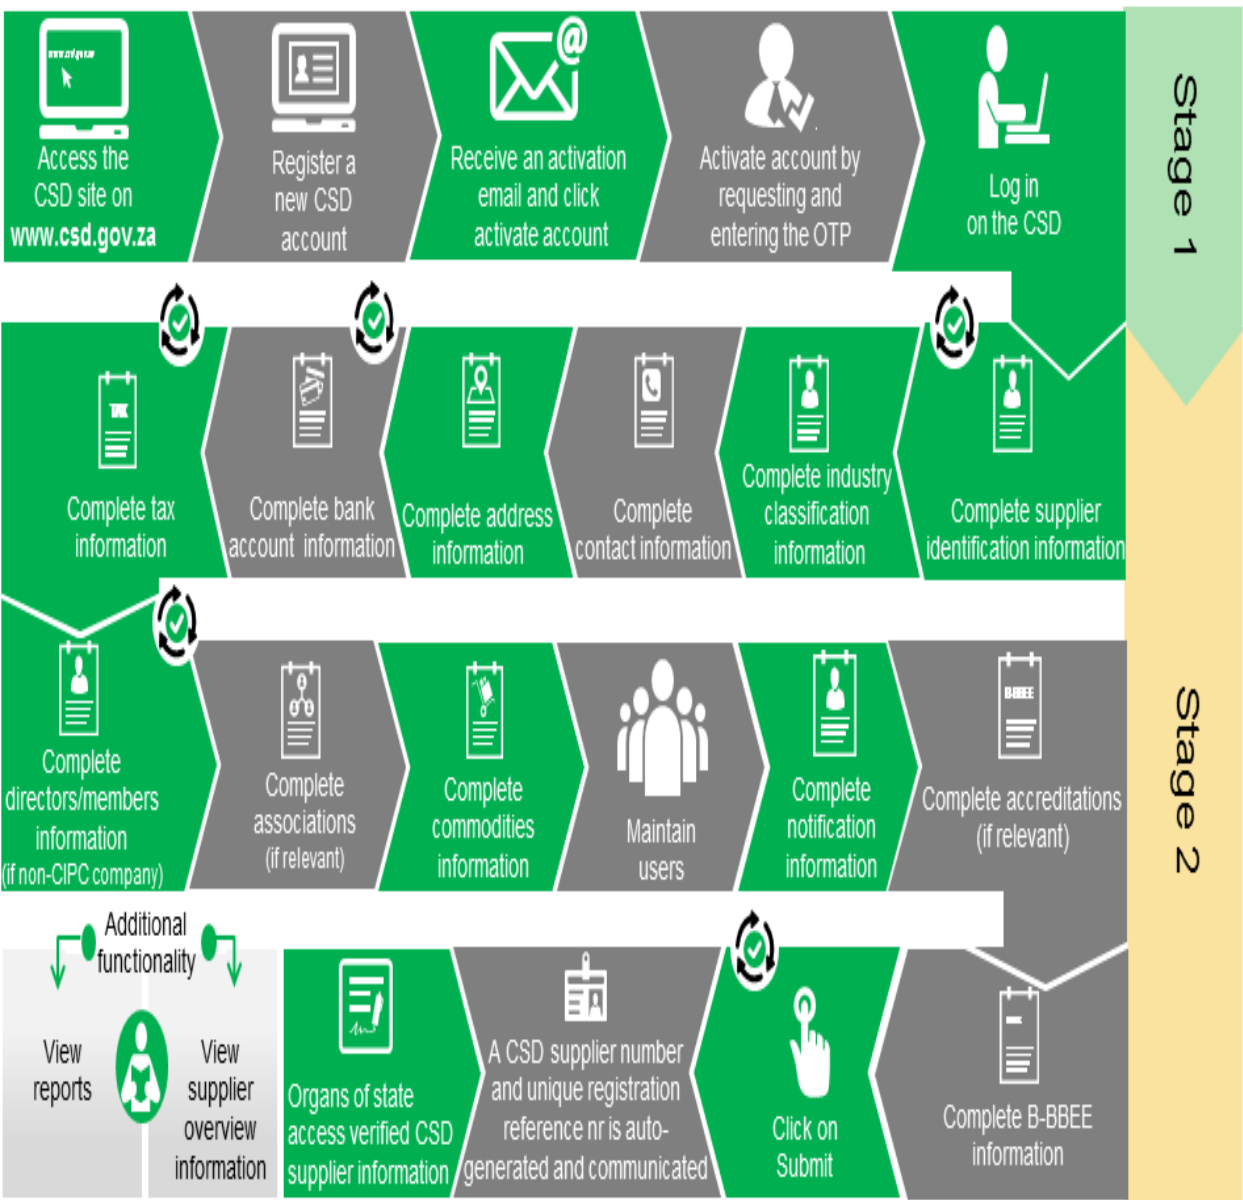 www.csd.gov.za
Access the
CSD site on
www.csd.gov.za
Register a
new CSD
account
@
Receive an activation
email and click
activate account
Activate account by
requesting and
entering the OTP
Log in
on the CSD
Stage 1
Complete supplier
identification information
Complete industry
classification
information
Complete
contact information
Complete address
information
Complete bank
account information
TAX
Complete tax
information
Complete
directors/members
information
(if non-CIPC company)
Complete
associations
(if relevant)
Complete
commodities
information
Maintain
users
Complete
notification
information
B-BBEE
Complete accreditations
(if relevant)
Stage 2
Complete B-BBEE
information
Click on
Submit
A CSD supplier number
and unique registration
reference nr is auto-
generated and communicated
Organs of state
access verified CSD
supplier information
Additional
functionality
View
reports
View
supplier
overview
information